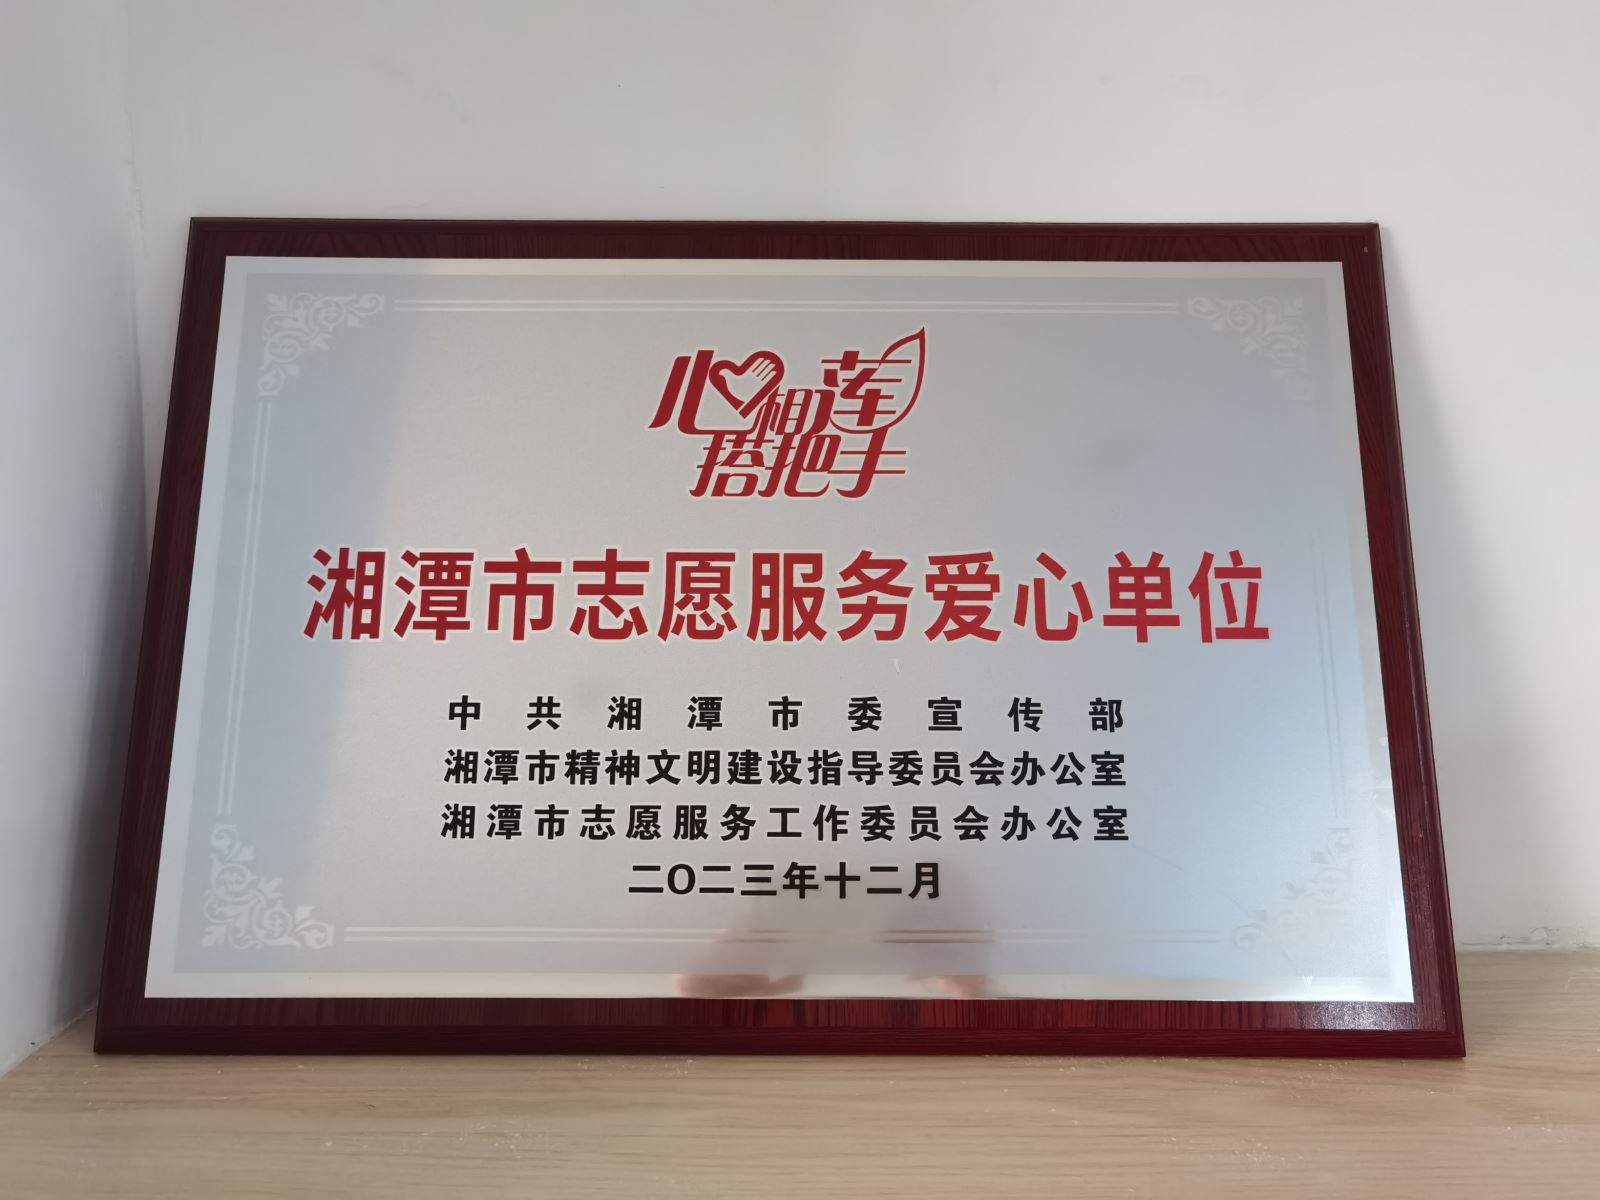 心相莲
搭把手
湘潭市志愿服务爱心单位
中共湘潭市委宣传部
湘潭市精神文明建设指导委员会办公室
湘潭市志愿服务工作委员会办公室
二〇二三年十二月